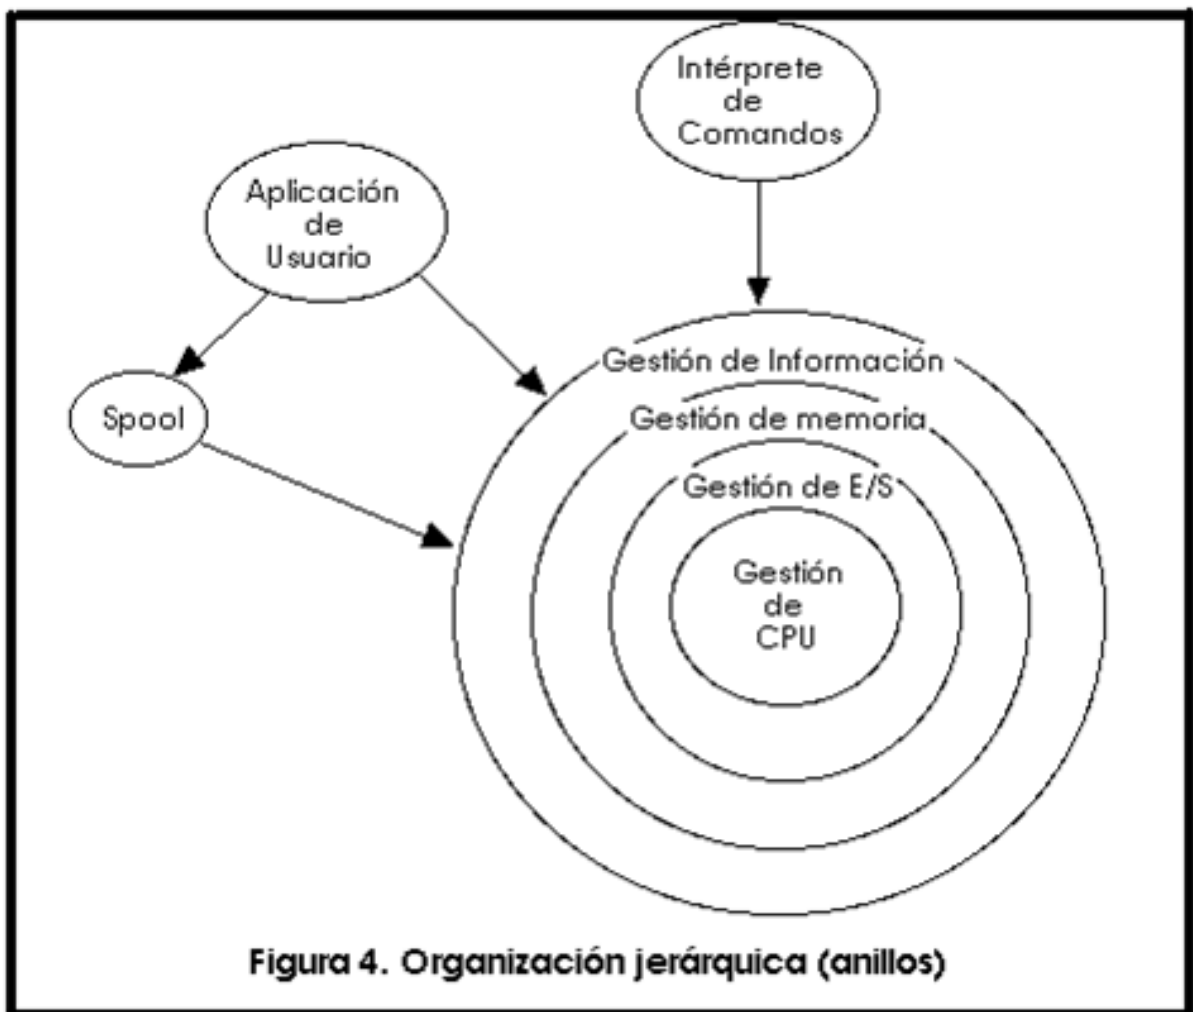 Intérprete
de
Comandos
Aplicación
de
Usuario
Spool
Gestión de Información
Gestión de memoria
Gestión de E/S
Gestión
de
CPU
Figura 4. Organización jerárquica (anillos)